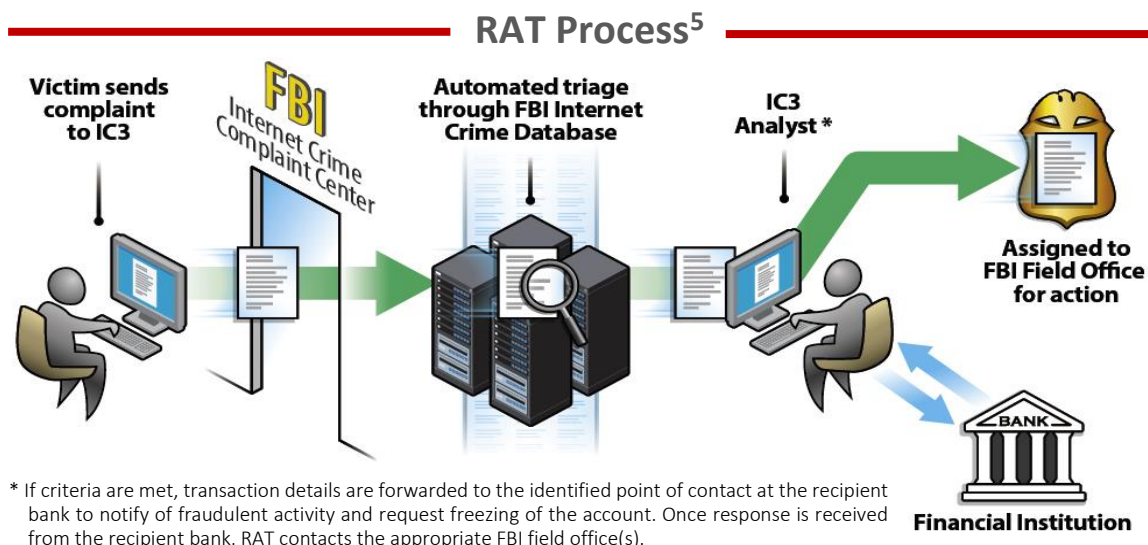 RAT Process5
Victim sends
complaint
to IC3
FBI
Internet Crime
Complaint Center
Automated triage
through FBI Internet
Crime Database
IC3
Analyst *
Assigned to
FBI Field Office
for action
BANK
Financial Institution
* If criteria are met, transaction details are forwarded to the identified point of contact at the recipient
bank to notify of fraudulent activity and request freezing of the account. Once response is received
from the recipient bank, RAT contacts the appropriate FBI field office(s).